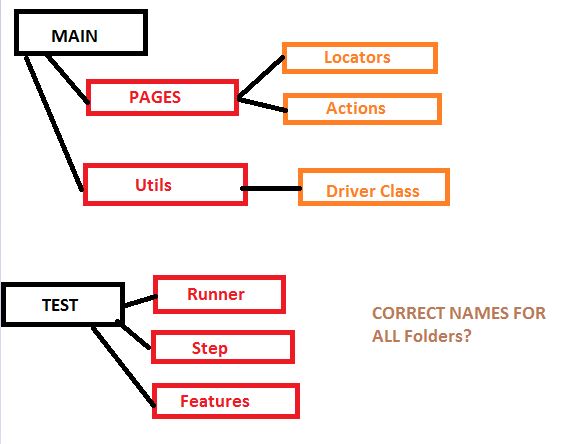 MAIN
Locators
PAGES
Actions
Utils
Driver Class
Runner
TEST
CORRECT NAMES FOR
ALL Folders?
Step
Features